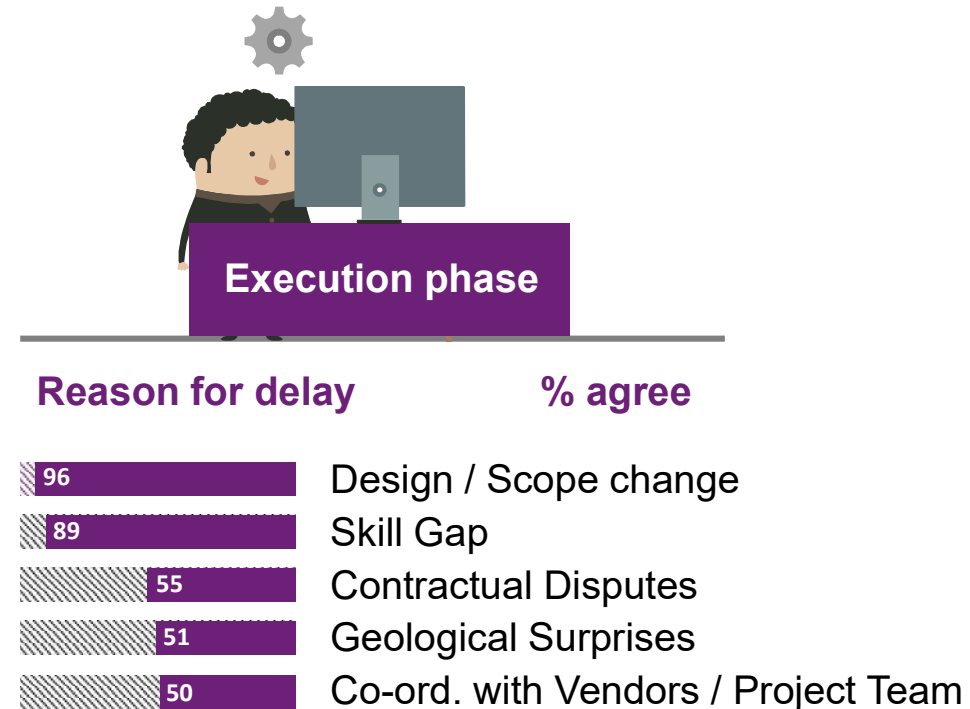 Execution phase
Reason for delay % agree
96 Design / Scope change
89 Skill Gap
55 Contractual Disputes
51 Geological Surprises
50 Co-ord. with Vendors / Project Team